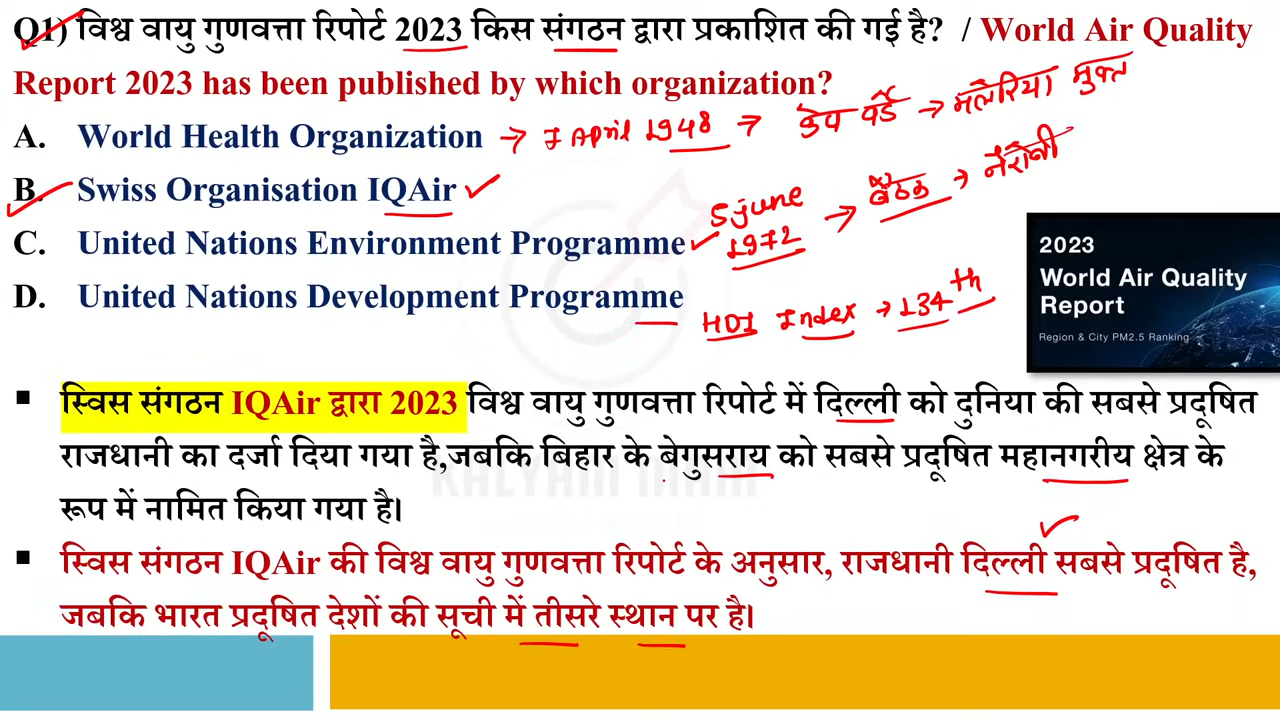 Q1) विश्व वायु गुणवत्ता रिपोर्ट 2023 किस संगठन द्वारा प्रकाशित की गई है? / World Air Quality
Report 2023 has been published by which organization?
A. World Health Organization → 7 April 1948 → केप वर्डे → मलेरिया मुक्त
B. Swiss Organisation IQAir
C. United Nations Environment Programme 5 june 1972 → बैठक → नैरोबी
D. United Nations Development Programme
HDI Index → 134th
2023
World Air Quality
Report
Region & City PM2.5 Ranking
▪ स्विस संगठन IQAir द्वारा 2023 विश्व वायु गुणवत्ता रिपोर्ट में दिल्ली को दुनिया की सबसे प्रदूषित
राजधानी का दर्जा दिया गया है,जबकि बिहार के बेगुसराय को सबसे प्रदूषित महानगरीय क्षेत्र के
रूप में नामित किया गया है।
▪ स्विस संगठन IQAir की विश्व वायु गुणवत्ता रिपोर्ट के अनुसार, राजधानी दिल्ली सबसे प्रदूषित है,
जबकि भारत प्रदूषित देशों की सूची में तीसरे स्थान पर है।